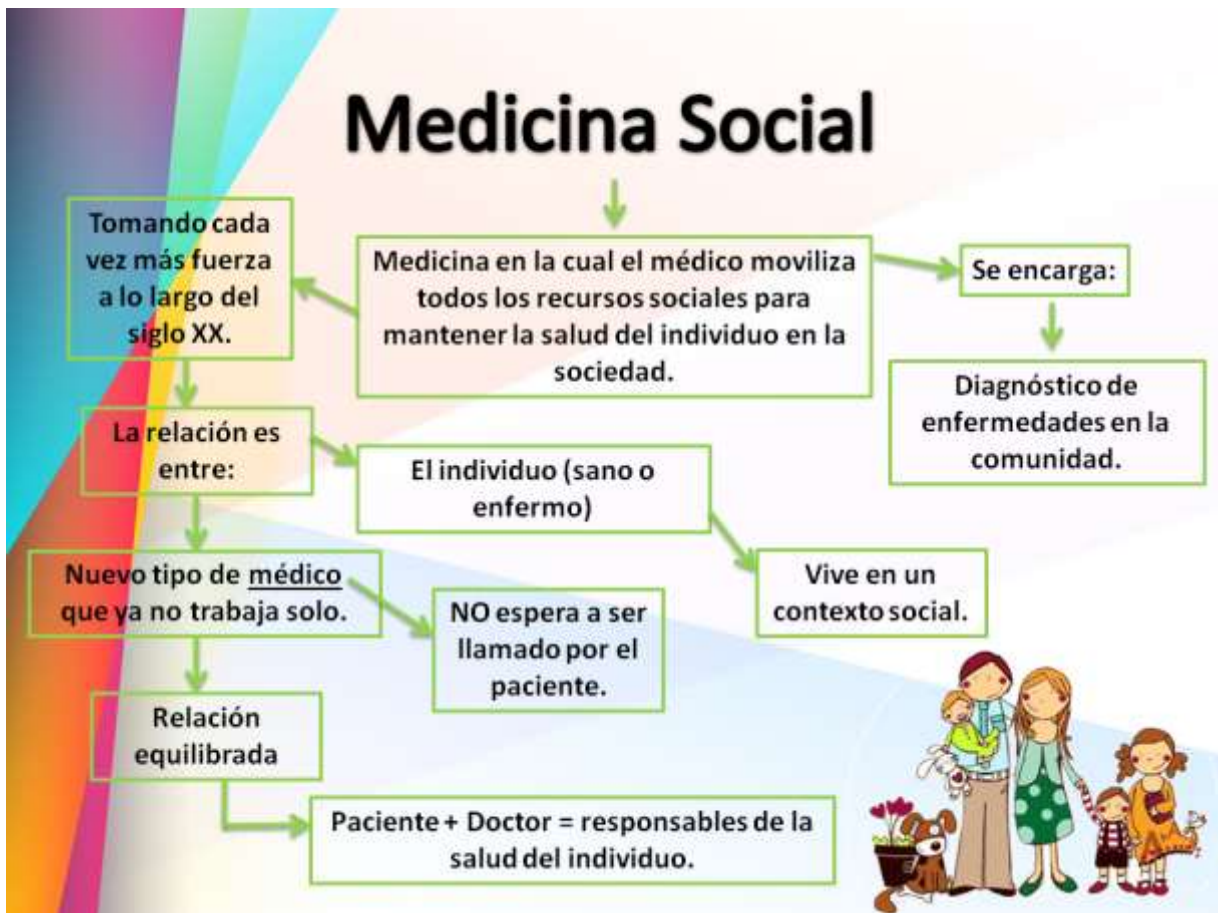 Medicina Social
Tomando cada
vez más fuerza
a lo largo del
siglo XX.
Medicina en la cual el médico moviliza
todos los recursos sociales para
mantener la salud del individuo en la
sociedad.
Se encarga:
Diagnóstico de
enfermedades en la
comunidad.
La relación es
entre:
El individuo (sano o
enfermo)
Vive en un
contexto social.
Nuevo tipo de médico
que ya no trabaja solo.
NO espera a ser
llamado por el
paciente.
Relación
equilibrada
Paciente + Doctor = responsables de la
salud del individuo.